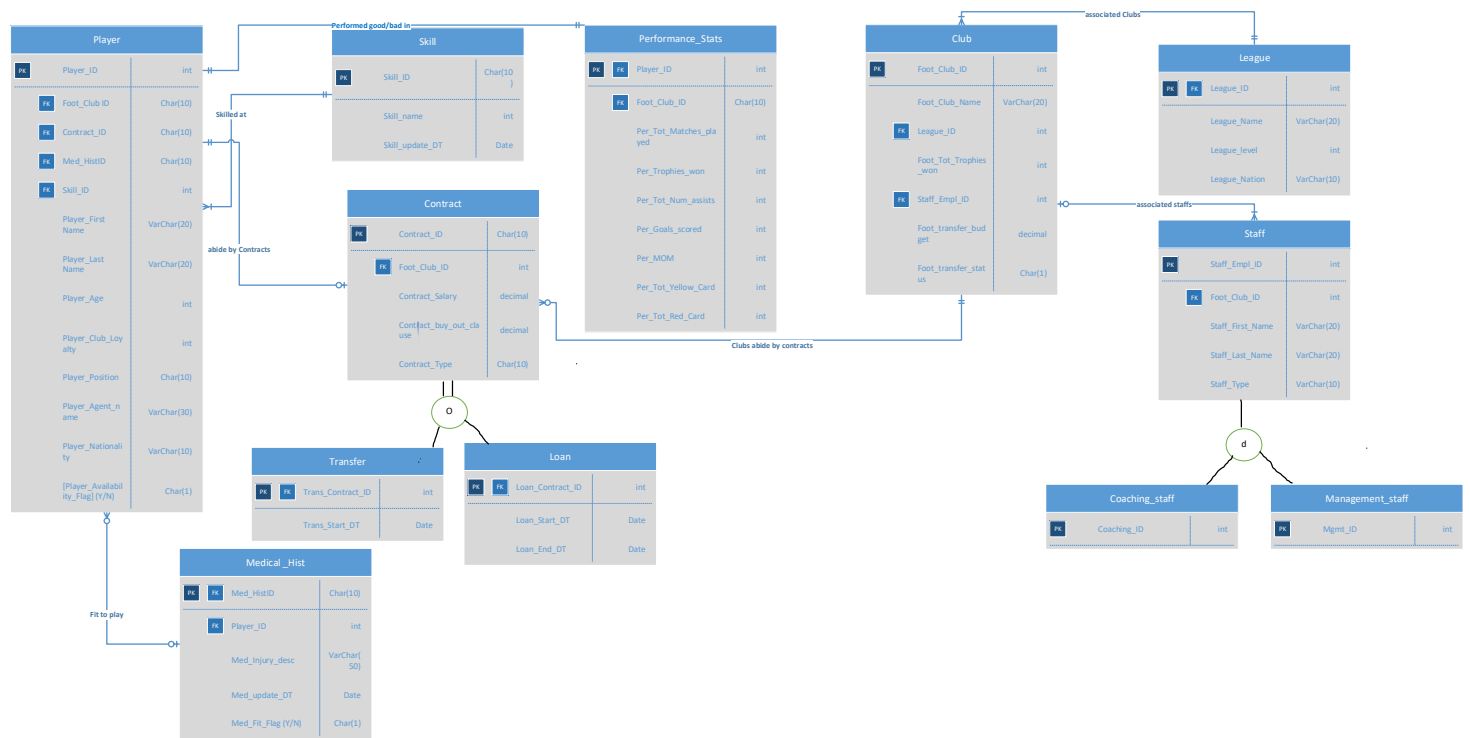 associated Clubs
Performed good/bad in
Player
PK Player_ID int
FK Foot_Club ID Char(10)
FK Contract_ID Char(10)
FK Med_HistID Char(10)
FK Skill_ID int
Player_First
Name VarChar(20)
Player_Last
Name VarChar(20)
Player_Age int
Player_Club_Loy
alty int
Player_Position Char(10)
Player_Agent_n
ame VarChar(30)
Player_Nationali
ty VarChar(10)
[Player_Availabil
ity_Flag] (Y/N) Char(1)
Skilled at
abide by Contracts
Skill
PK Skill_ID Char(10
)
Skill_name int
Skill_update_DT Date
Performance_Stats
PK FK Player_ID int
FK Foot_Club_ID Char(10)
Per_Tot_Matches_pla
yed int
Per_Trophies_won int
Per_Tot_Num_assists int
Per_Goals_scored int
Per_MOM int
Per_Tot_Yellow_Card int
Per_Tot_Red_Card int
Club
PK Foot_Club_ID int
Foot_Club_Name VarChar(20)
FK League_ID int
Foot_Tot_Trophies
_won int
FK Staff_Empl_ID int
Foot_transfer_bud
get decimal
Foot_transfer_stat
us Char(1)
League
PK FK League_ID int
League_Name VarChar(20)
League_level int
League_Nation VarChar(10)
associated staffs
Contract
PK Contract_ID Char(10)
FK Foot_Club_ID int
Contract_Salary decimal
Contract_buy_out_cla
use decimal
Contract_Type Char(10)
Clubs abide by contracts
Staff
PK Staff_Empl_ID int
FK Foot_Club_ID int
Staff_First_Name VarChar(20)
Staff_Last_Name VarChar(20)
Staff_Type VarChar(10)
O
d
Transfer
PK FK Trans_Contract_ID int
Trans_Start_DT Date
Loan
PK FK Loan_Contract_ID int
Loan_Start_DT Date
Loan_End_DT Date
Coaching_staff
PK Coaching_ID int
Management_staff
PK Mgmt_ID int
Fit to play
Medical _Hist
PK FK Med_HistID Char(10)
FK Player_ID int
Med_Injury_desc VarChar(
50)
Med_update_DT Date
Med_Fit_Flag (Y/N) Char(1)